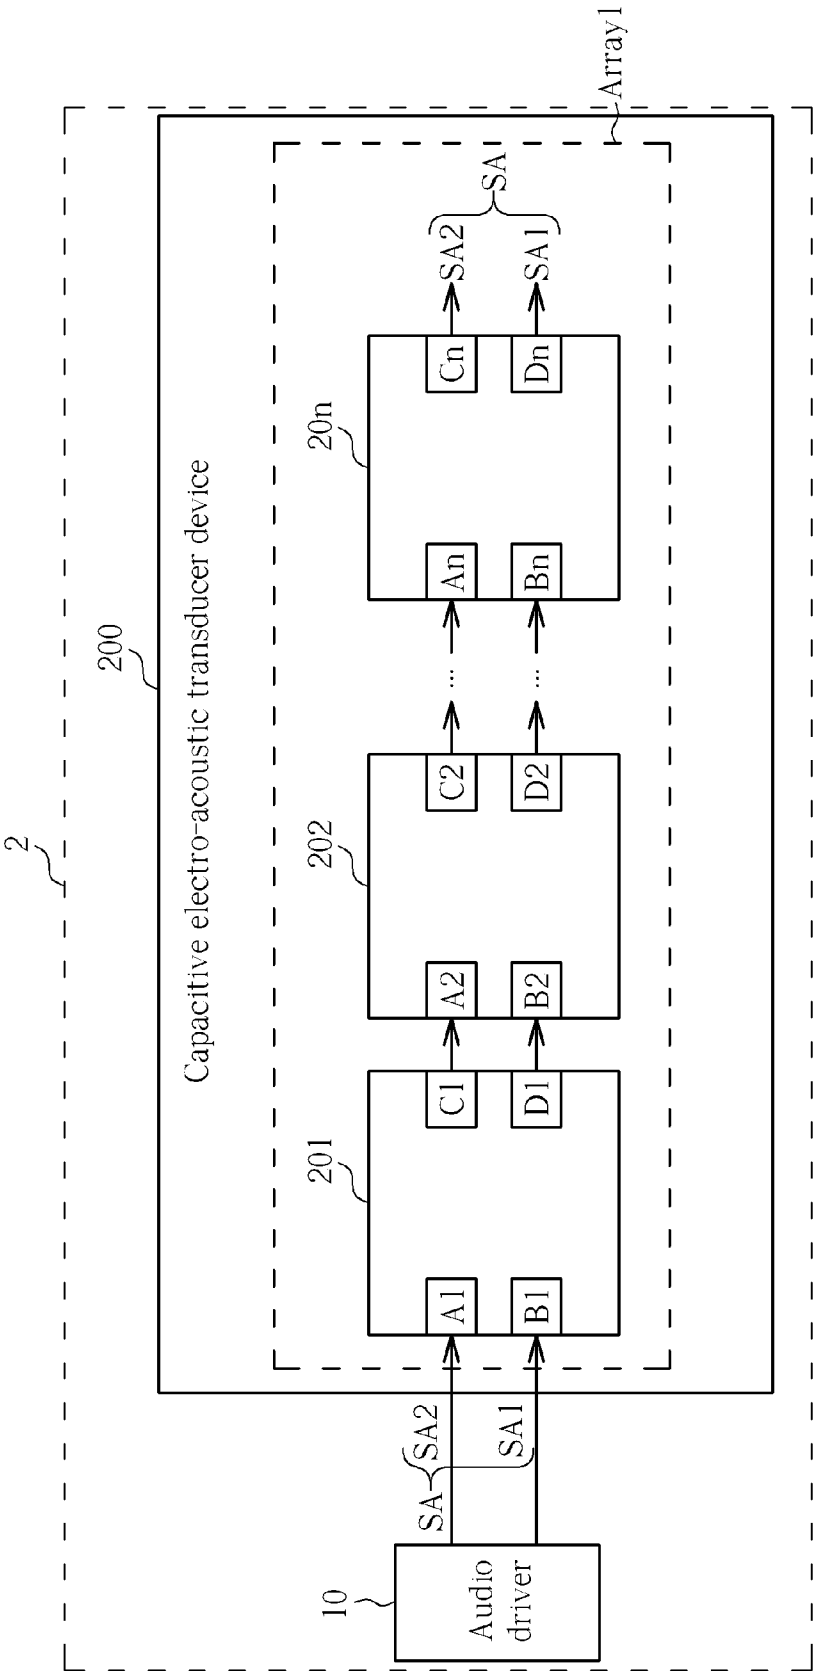 2
200
Capacitive electro-acoustic transducer device
Array1
201
202
20n
10
Audio
driver
SA
SA2
SA1
A1
B1
C1
D1
A2
B2
C2
D2
...
...
An
Bn
Cn
Dn
SA2
SA1
SA